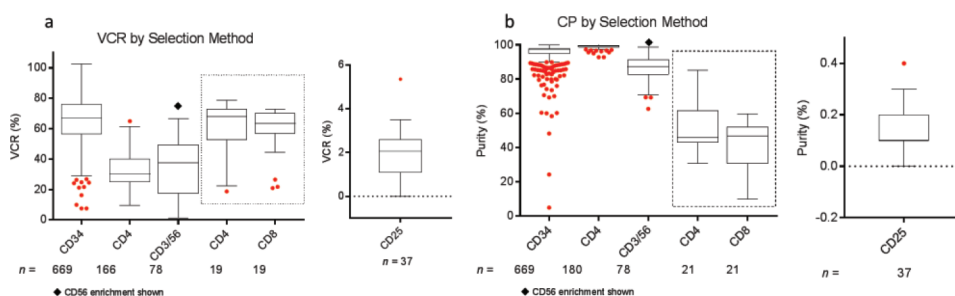 a
VCR by Selection Method
VCR (%)
100
80
60
40
20
0
CD34
CD4
CD3/56
CD4
CD8
n = 669 166 78 19 19
◆ CD56 enrichment shown
VCR (%)
6
4
2
0
CD25
n = 37
b
CP by Selection Method
Purity (%)
100
80
60
40
20
0
CD34
CD4
CD3/56
CD4
CD8
n = 669 180 78 21 21
◆ CD56 enrichment shown
Purity (%)
0.4
0.2
0.0
-0.2
CD25
n = 37